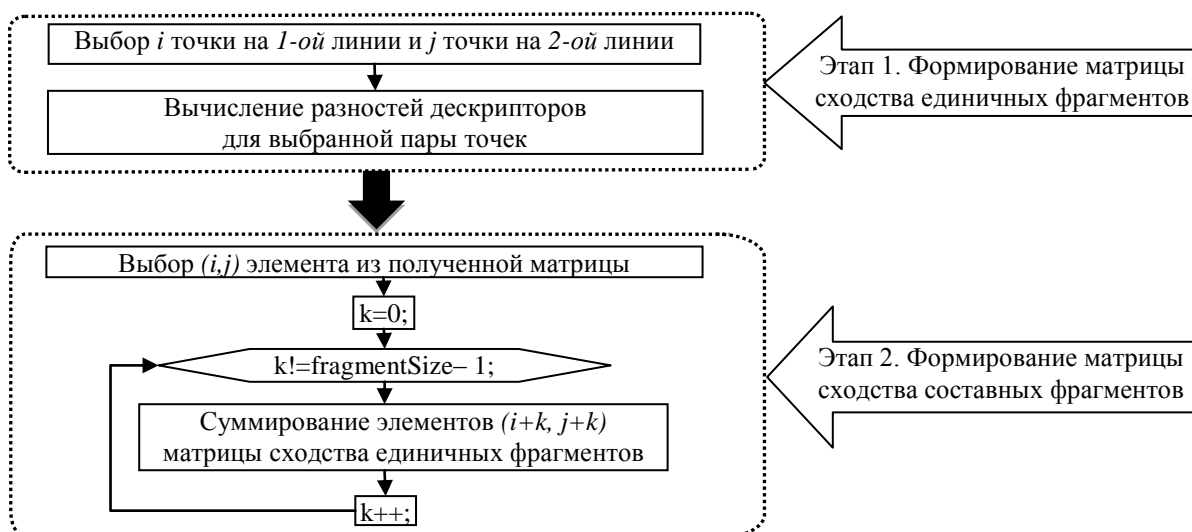 Выбор i точки на 1-ой линии и j точки на 2-ой линии
Вычисление разностей дескрипторов
для выбранной пары точек
Этап 1. Формирование матрицы
сходства единичных фрагментов
Выбор (i,j) элемента из полученной матрицы
k=0;
k!=fragmentSize– 1;
Суммирование элементов (i+k, j+k)
матрицы сходства единичных фрагментов
k++;
Этап 2. Формирование матрицы
сходства составных фрагментов